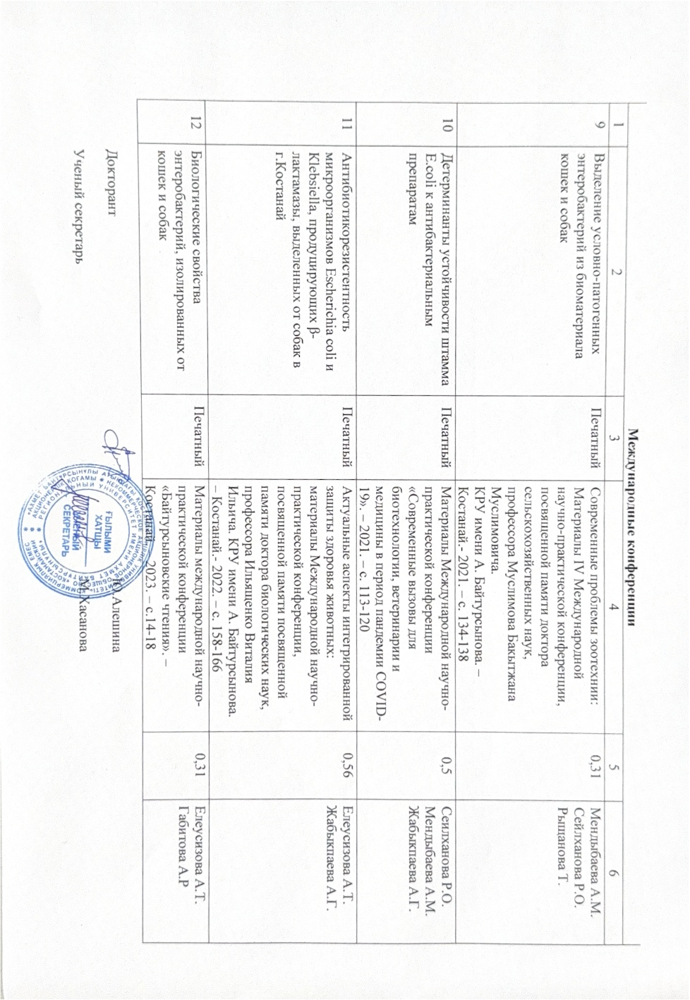 Международные конференции
1 2 3 4 5 6
9
Выделение условно-патогенных
энтеробактерий из биоматериала
кошек и собак
Печатный
Современные проблемы зоотехнии:
Материалы IV Международной
научно-практической конференции,
посвященной памяти доктора
сельскохозяйственных наук,
профессора Муслимова Бакытжана
Муслимовича.
КРУ имени А. Байтурсынова. –
Костанай.- 2021. – с. 134-138
0,31
Мендыбаева А.М.
Сейлханова Р.О.
Рыщанова Т.
10
Детерминанты устойчивости штамма
E.coli к антибактериальным
препаратам
Печатный
Материалы Международной научно-
практической конференции
«Современные вызовы для
биотехнологии, ветеринарии и
медицины в период пандемии COVID-
19». – 2021. – с. 113-120
0,5
Сеилханова Р.О.
Мендыбаева А.М.
Жабыкпаева А.Г.
11
Антибиотикорезистентность
микроорганизмов Escherichia coli и
Klebsiella, продуцирующих β-
лактамазы, выделенных от собак в
г.Костанай
Печатный
Актуальные аспекты интегрированной
защиты здоровья животных:
материалы Международной научно-
практической конференции,
посвященной памяти посвященной
памяти доктора биологических наук,
профессора Ильященко Виталия
Ильича. КРУ имени А. Байтурсынова.
– Костанай.- 2022. – с. 158-166
0,56
Елеусизова А.Т.
Жабыкпаева А.Г.
12
Биологические свойства
энтеробактерий, изолированных от
кошек и собак
Печатный
Материалы международной научно-
практической конференции
«Байтурсыновские чтения». –
Костанай. – 2023. – с.14-18
0,31
Елеусизова А.Т.
Габитова А.Р
Докторант Ю.Алешина
Ученый секретарь М.Хасанова
ҒЫЛЫМИ
ХАТШЫ
СЕКРЕТАРЬ